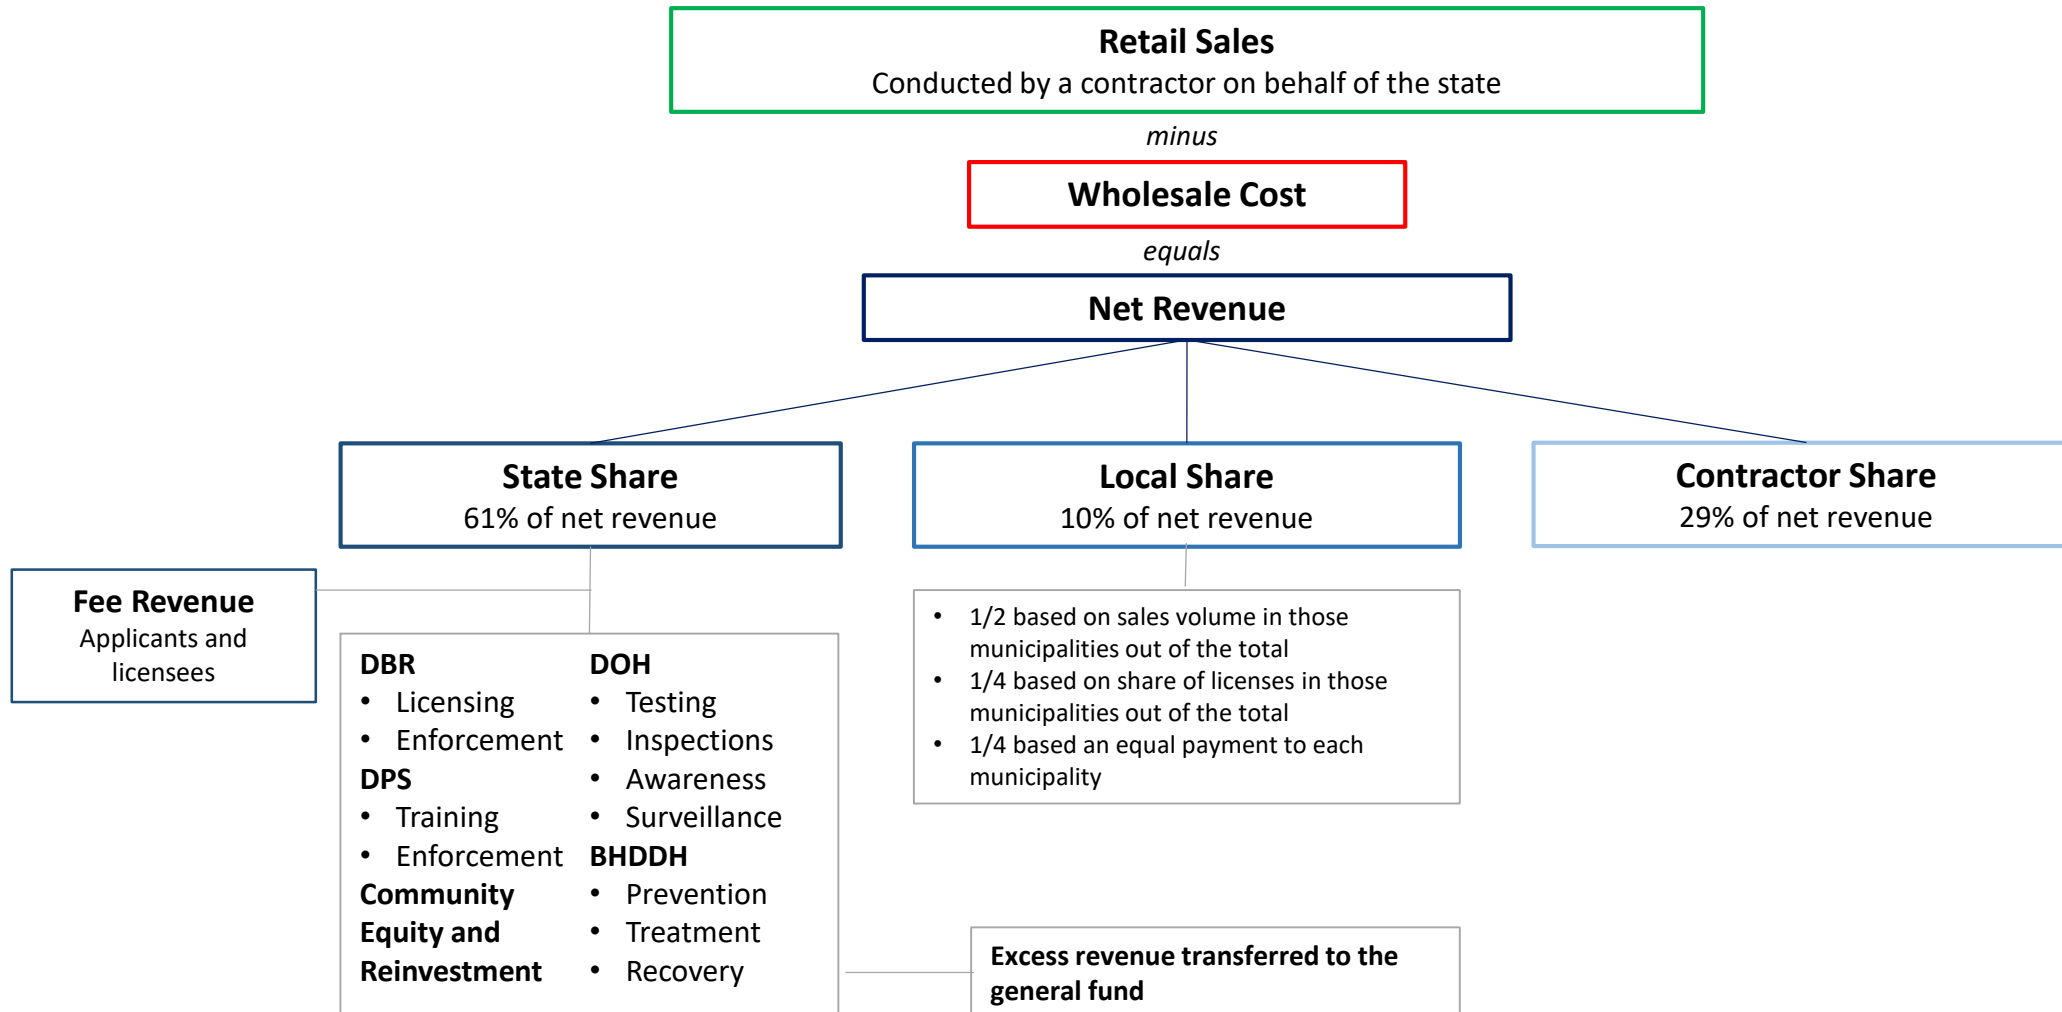 Retail Sales
Conducted by a contractor on behalf of the state
minus
Wholesale Cost
equals
Net Revenue
State Share
61% of net revenue
Local Share
10% of net revenue
Contractor Share
29% of net revenue
Fee Revenue
Applicants and
licensees
DBR
• Licensing
• Enforcement
DPS
• Training
• Enforcement
Community
Equity and
Reinvestment
DOH
• Testing
• Inspections
• Awareness
• Surveillance
BHDDH
• Prevention
• Treatment
• Recovery
• 1/2 based on sales volume in those
municipalities out of the total
• 1/4 based on share of licenses in those
municipalities out of the total
• 1/4 based an equal payment to each
municipality
Excess revenue transferred to the
general fund